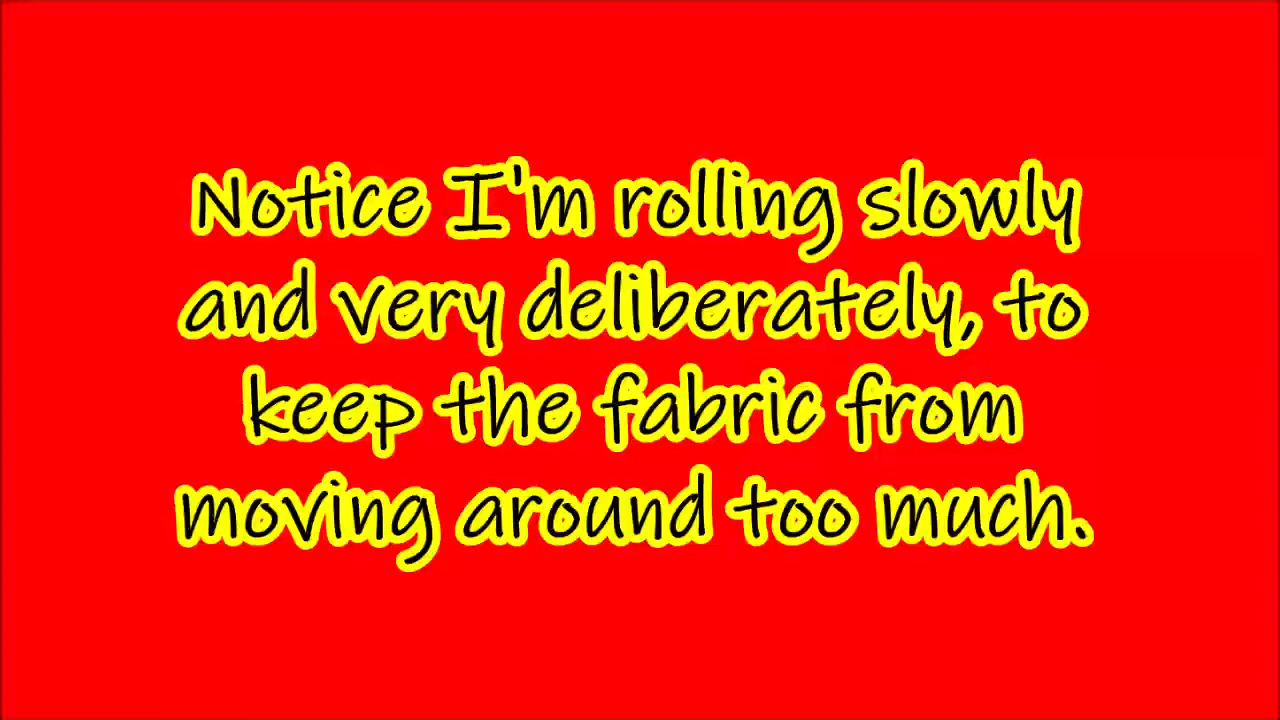 Notice I'm rolling slowly
and very deliberately, to
keep the fabric from
moving around too much.